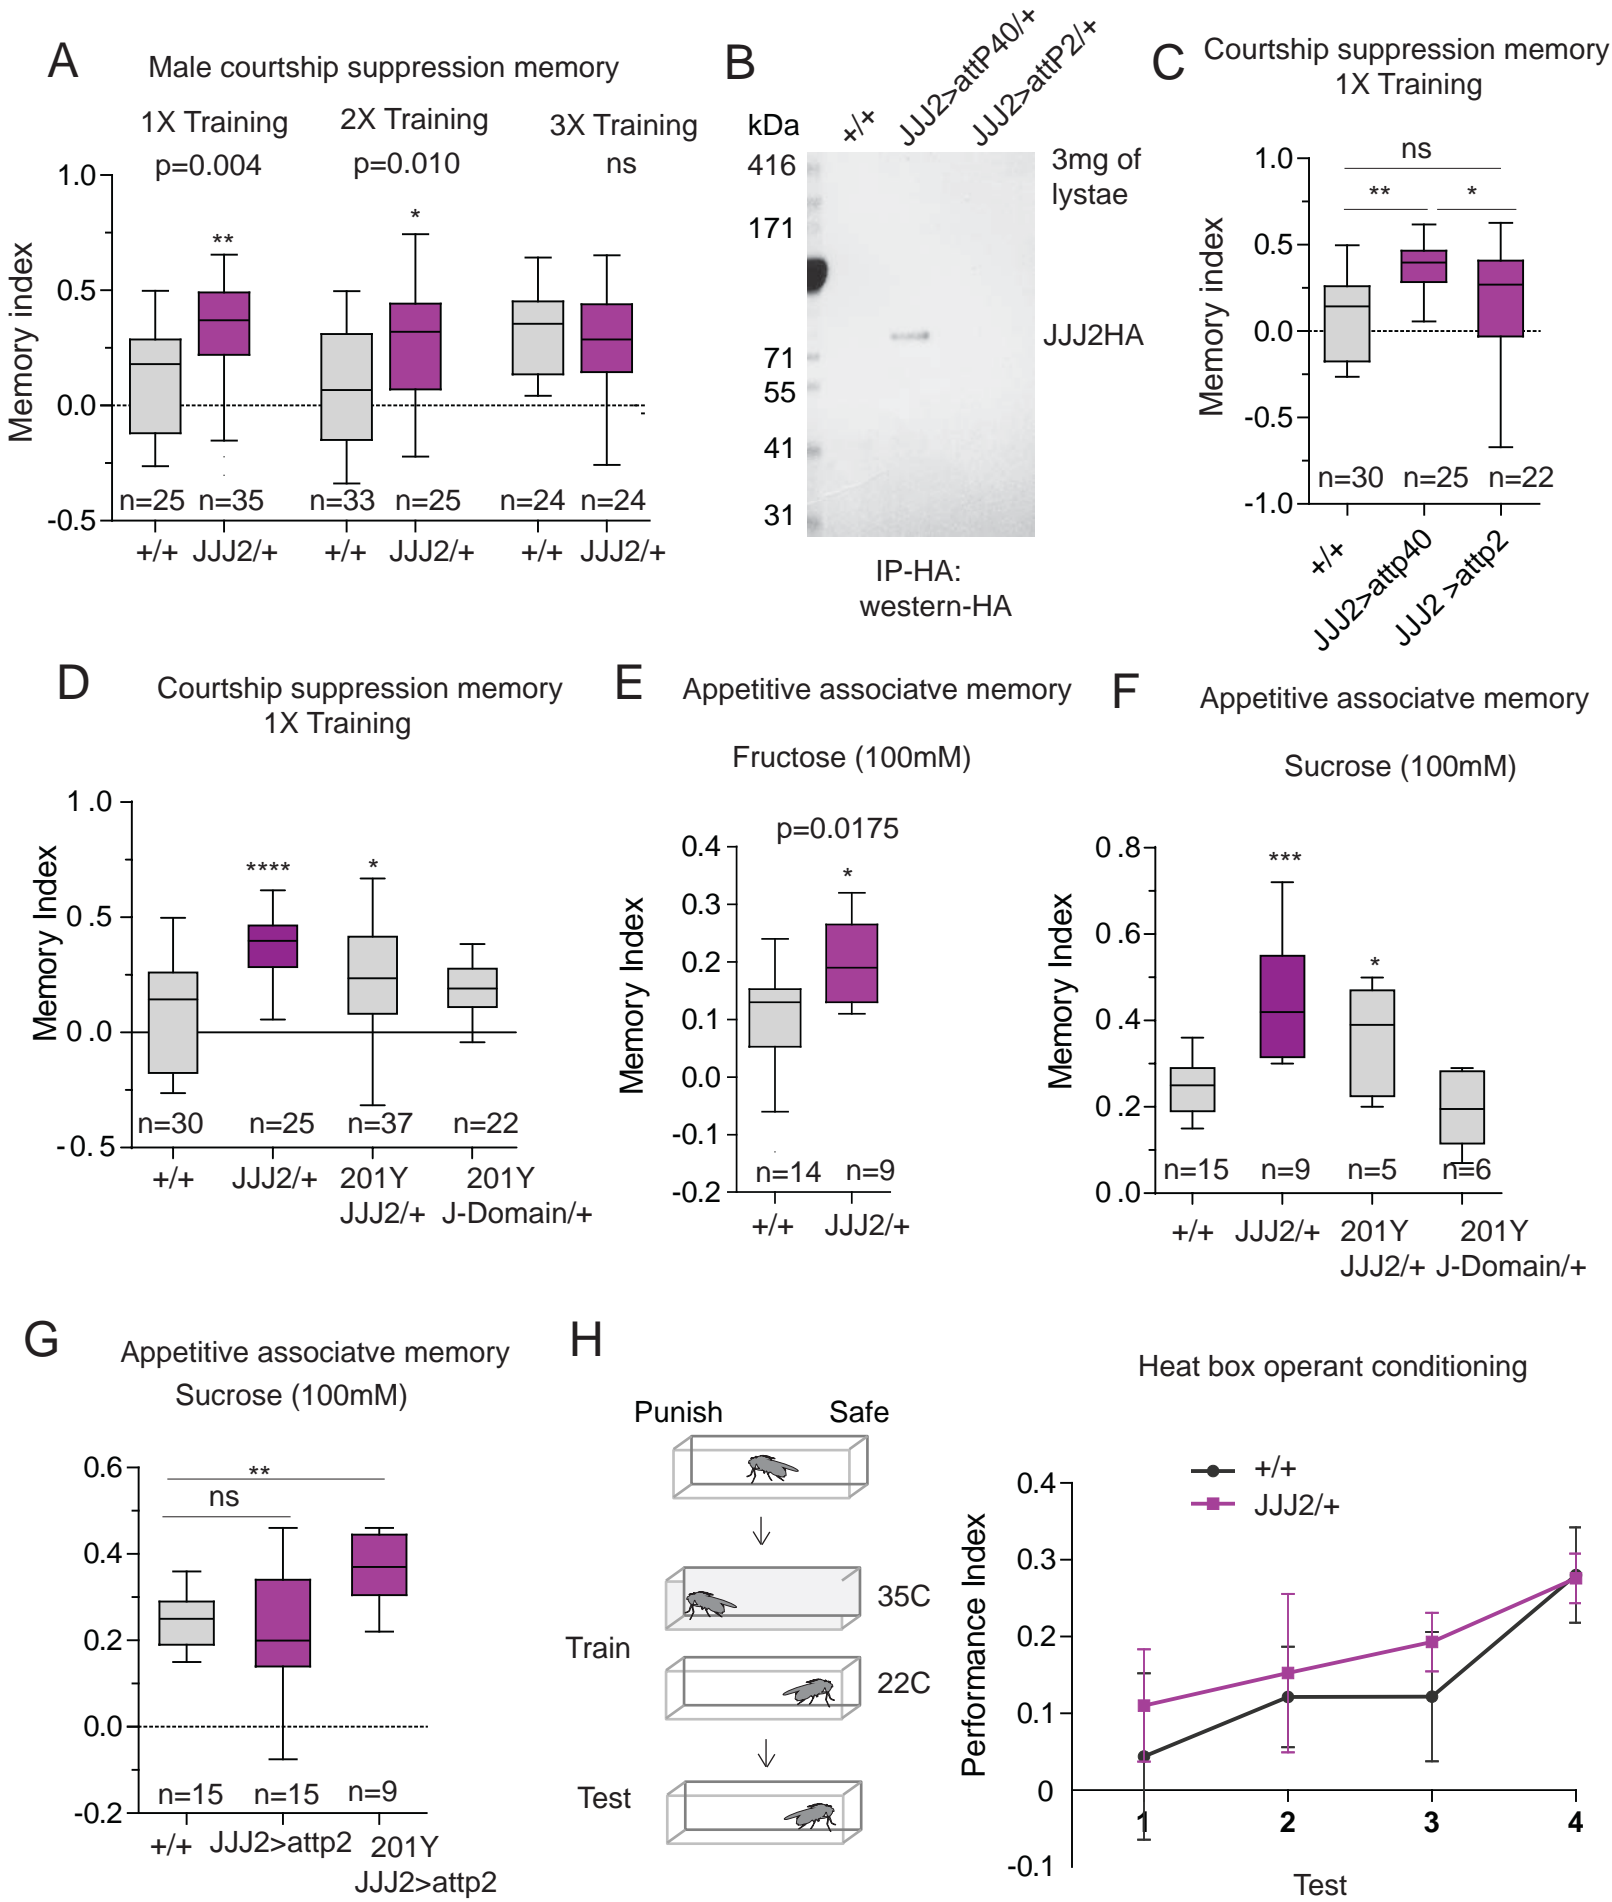 A
Male courtship suppression memory
1X Training
2X Training
3X Training
p=0.004
p=0.010
ns
**
*
Memory index
1.0
0.5
0.0
-0.5
n=25
n=35
n=33
n=25
n=24
n=24
+/+
JJJ2/+
+/+
JJJ2/+
+/+
JJJ2/+
B
kDa
+/+
JJJ2>attP40/+
JJJ2>attP2/+
416
171
71
55
41
31
3mg of
lystae
JJJ2HA
IP-HA:
western-HA
C
Courtship suppression memory
1X Training
ns
**
*
Memory index
1.0
0.5
0.0
-0.5
-1.0
n=30
n=25
n=22
+/+
JJJ2>attp40
JJJ2 >attp2
D
Courtship suppression memory
1X Training
Memory Index
1.0
0.5
0.0
-0.5
****
*
n=30
n=25
n=37
n=22
+/+
JJJ2/+
201Y
JJJ2/+
201Y
J-Domain/+
E
Appetitive associatve memory
Fructose (100mM)
p=0.0175
*
Memory Index
0.4
0.3
0.2
0.1
0.0
-0.1
-0.2
n=14
n=9
+/+
JJJ2/+
F
Appetitive associatve memory
Sucrose (100mM)
Memory Index
0.8
0.6
0.4
0.2
0.0
***
*
n=15
n=9
n=5
n=6
+/+
JJJ2/+
201Y
JJJ2/+
201Y
J-Domain/+
G
Appetitive associatve memory
Sucrose (100mM)
0.6
0.4
0.2
0.0
-0.2
**
ns
n=15
n=15
n=9
+/+
JJJ2>attp2
201Y
JJJ2>attp2
H
Punish
Safe
35C
Train
22C
Test
Heat box operant conditioning
+/+
JJJ2/+
Performance Index
0.4
0.3
0.2
0.1
0
-0.1
1
2
3
4
Test